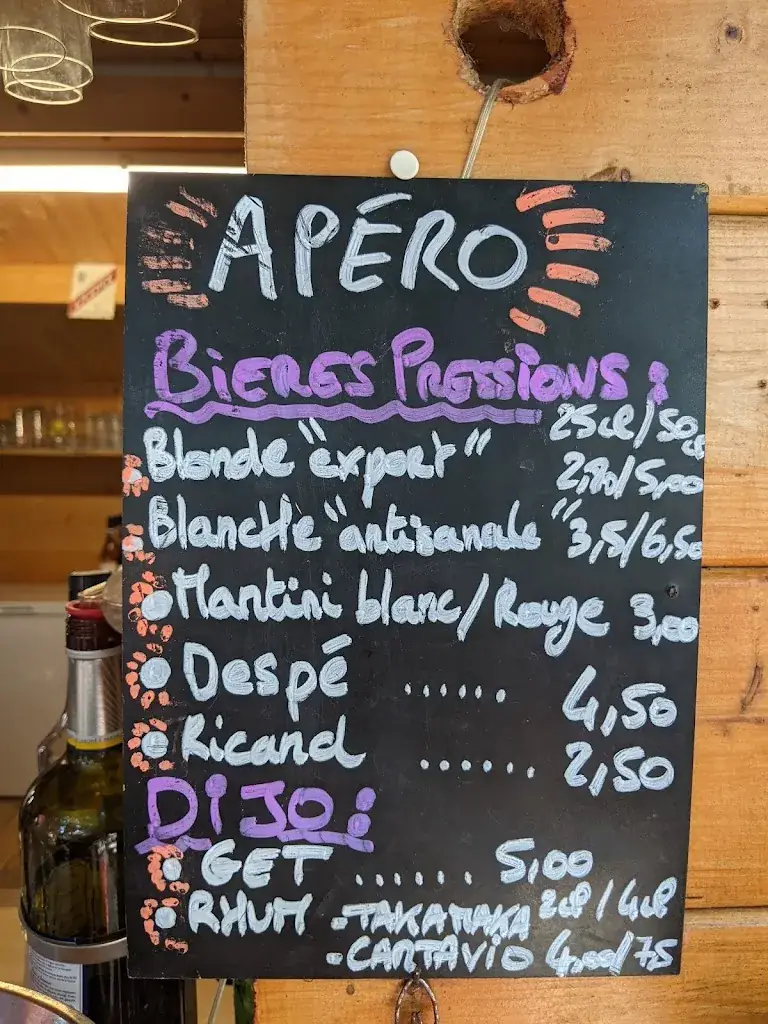 APÉRO
BIERES PRESSIONS :
25cl/50cl
Blonde "export" 2,80/5,00
BlancHe "artisanale" 3,5/6,50
Martini blanc/Rouge 3,00
Despé ...... 4,50
Ricard ...... 2,50
DiJO :
GET ...... 5,00
RHUM - TAKAMAKA 2cl / 4cl
- CARTAVIO 4,00/7,5